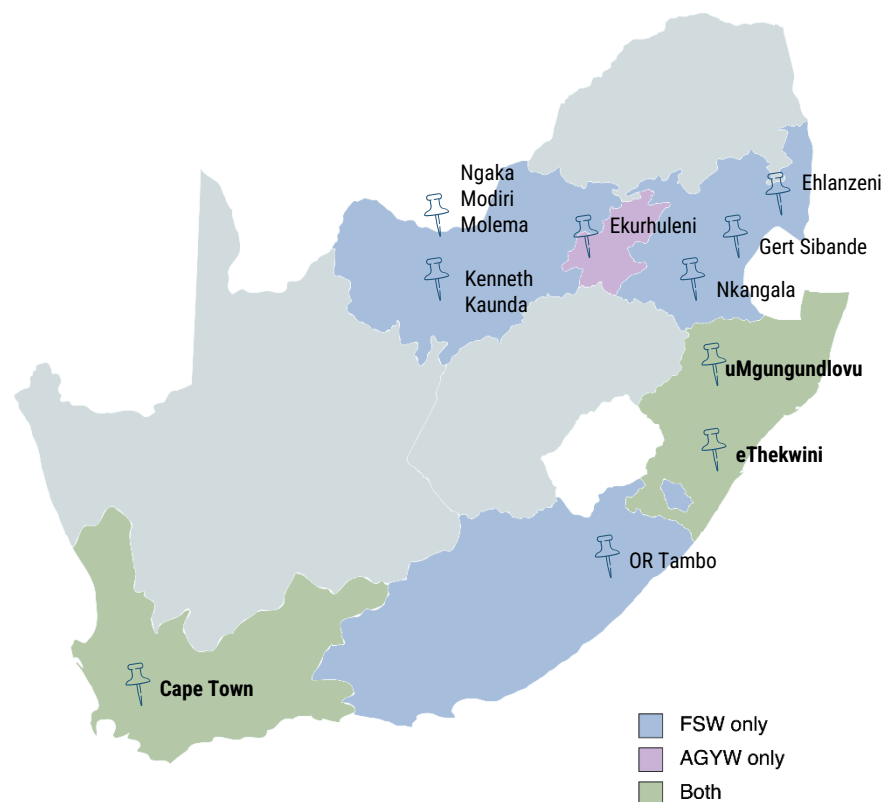 Ngaka
Modiri
Molema
Ehlanzeni
Ekurhuleni
Gert Sibande
Kenneth
Kaunda
Nkangala
uMgungundlovu
eThekwini
OR Tambo
Cape Town
FSW only
AGYW only
Both